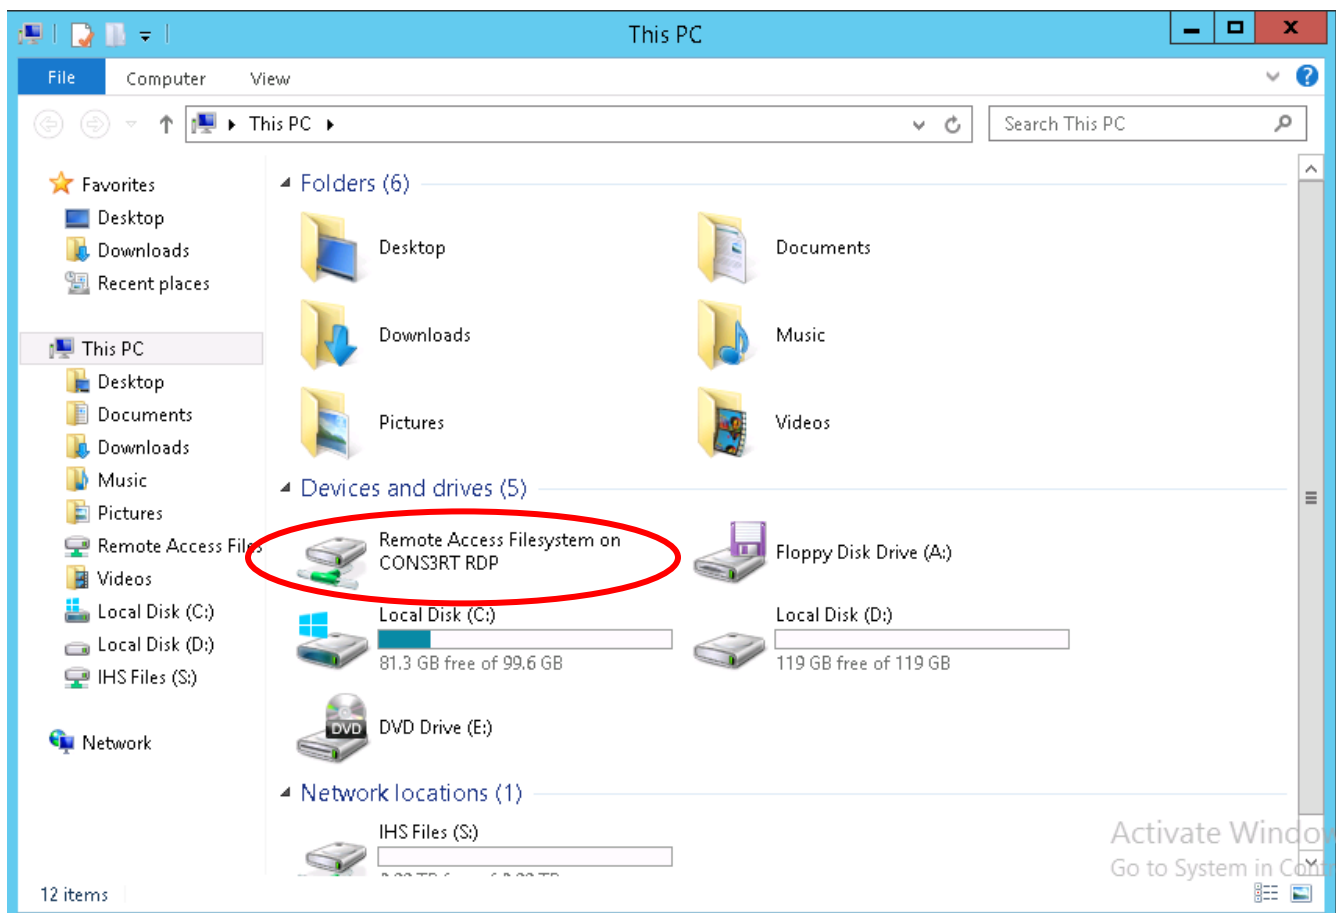 This PC
File Computer View
This PC
Search This PC
Favorites
Desktop
Downloads
Recent places
This PC
Desktop
Documents
Downloads
Music
Pictures
Remote Access Files
Videos
Local Disk (C:)
Local Disk (D:)
IHS Files (S:)
Network
Folders (6)
Desktop
Documents
Downloads
Music
Pictures
Videos
Devices and drives (5)
Remote Access Filesystem on
CONS3RT RDP
Floppy Disk Drive (A:)
Local Disk (C:)
81.3 GB free of 99.6 GB
Local Disk (D:)
119 GB free of 119 GB
DVD
DVD Drive (E:)
Network locations (1)
IHS Files (S:)
Activate Window
Go to System in Cont
12 items